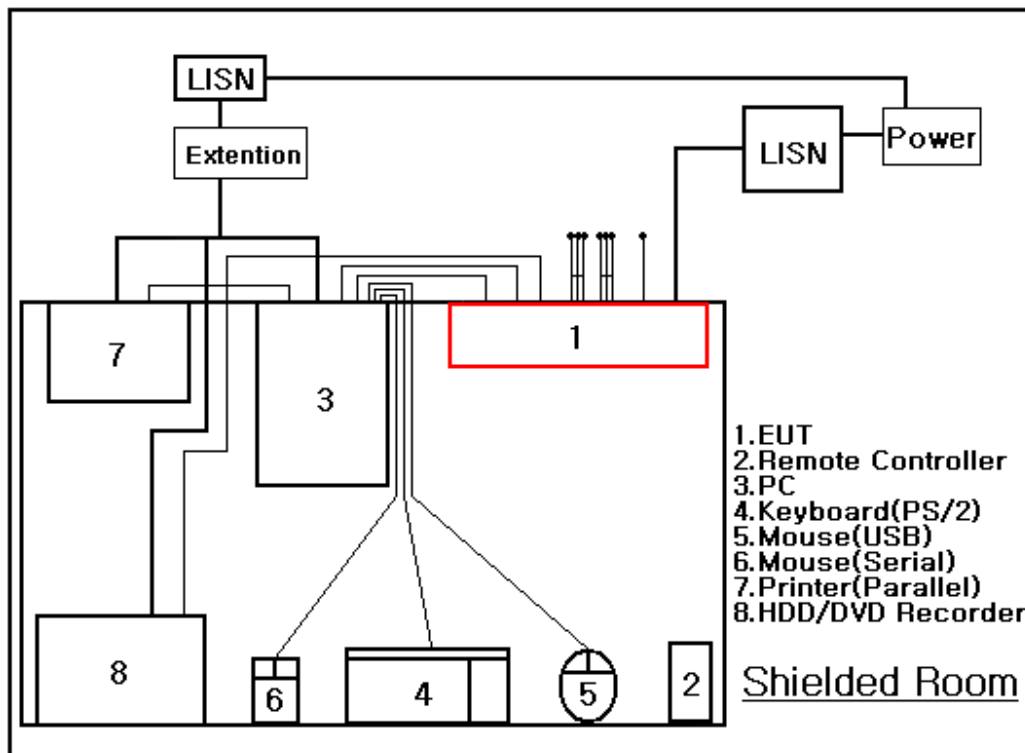 LISN
Extention
LISN
Power
7
3
1
1.EUT
2.Remote Controller
3.PC
4.Keyboard(PS/2)
5.Mouse(USB)
6.Mouse(Serial)
7.Printer(Parallel)
8.HDD/DVD Recorder
8
6
4
5
2
Shielded Room